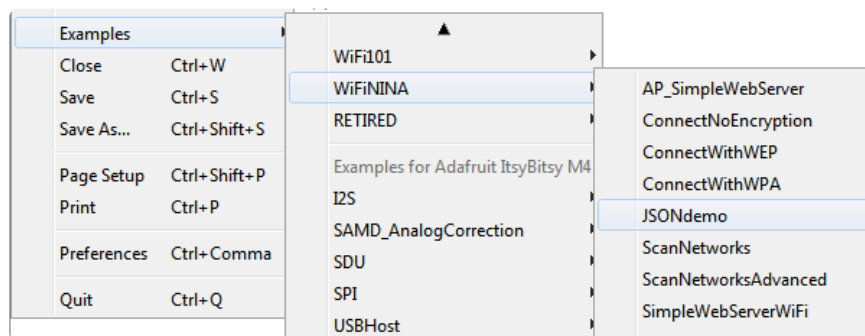 Examples
Close Ctrl+W
Save Ctrl+S
Save As... Ctrl+Shift+S
Page Setup Ctrl+Shift+P
Print Ctrl+P
Preferences Ctrl+Comma
Quit Ctrl+Q
WiFi101
WiFiNINA
RETIRED
Examples for Adafruit ItsyBitsy M4
I2S
SAMD_AnalogCorrection
SDU
SPI
USBHost
AP_SimpleWebServer
ConnectNoEncryption
ConnectWithWEP
ConnectWithWPA
JSONdemo
ScanNetworks
ScanNetworksAdvanced
SimpleWebServerWiFi